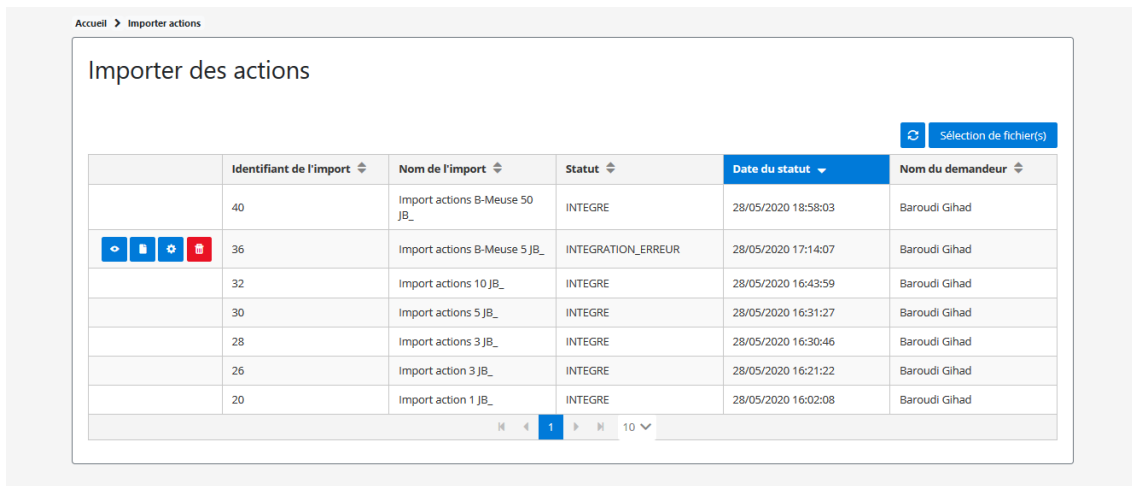 Accueil > Importer actions
Importer des actions
Sélection de fichier(s)
Identifiant de l'import Nom de l'import Statut Date du statut Nom du demandeur
40 Import actions B-Meuse 50 JB_ INTEGRE 28/05/2020 18:58:03 Baroudi Gihad
36 Import actions B-Meuse 5 JB_ INTEGRATION_ERREUR 28/05/2020 17:14:07 Baroudi Gihad
32 Import actions 10 JB_ INTEGRE 28/05/2020 16:43:59 Baroudi Gihad
30 Import actions 5 JB_ INTEGRE 28/05/2020 16:31:27 Baroudi Gihad
28 Import actions 3 JB_ INTEGRE 28/05/2020 16:30:46 Baroudi Gihad
26 Import action 3 JB_ INTEGRE 28/05/2020 16:21:22 Baroudi Gihad
20 Import action 1 JB_ INTEGRE 28/05/2020 16:02:08 Baroudi Gihad
1 10